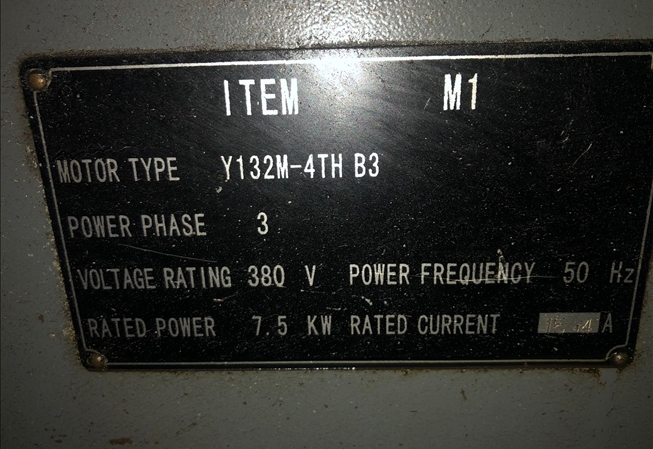 ITEM M1
MOTOR TYPE Y132M-4TH B3
POWER PHASE 3
VOLTAGE RATING 380 V POWER FREQUENCY 50 Hz
RATED POWER 7.5 KW RATED CURRENT A